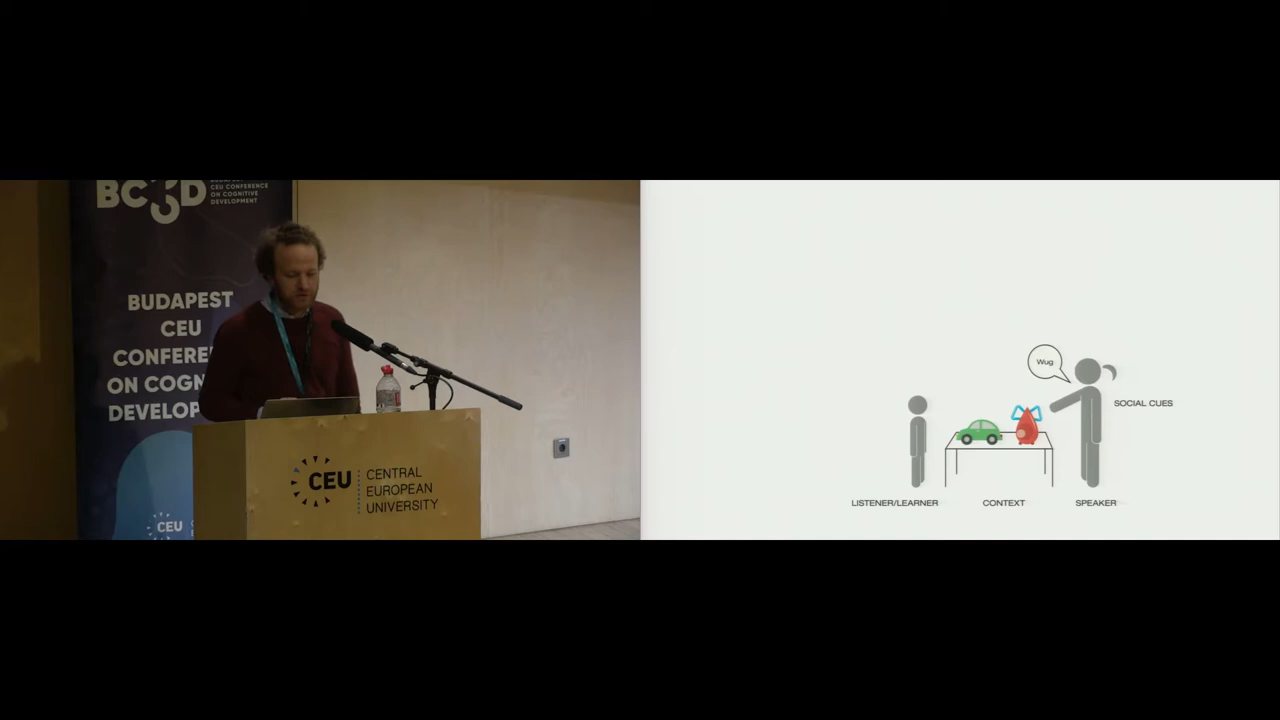 BCCCD
CEU CONFERENCE
ON COGNITIVE
DEVELOPMENT
BUDAPEST
CEU
CONFERE
ON COGN
DEVELOP
CEU
CEU
CENTRAL
EUROPEAN
UNIVERSITY
Wug
SOCIAL CUES
LISTENER/LEARNER
CONTEXT
SPEAKER